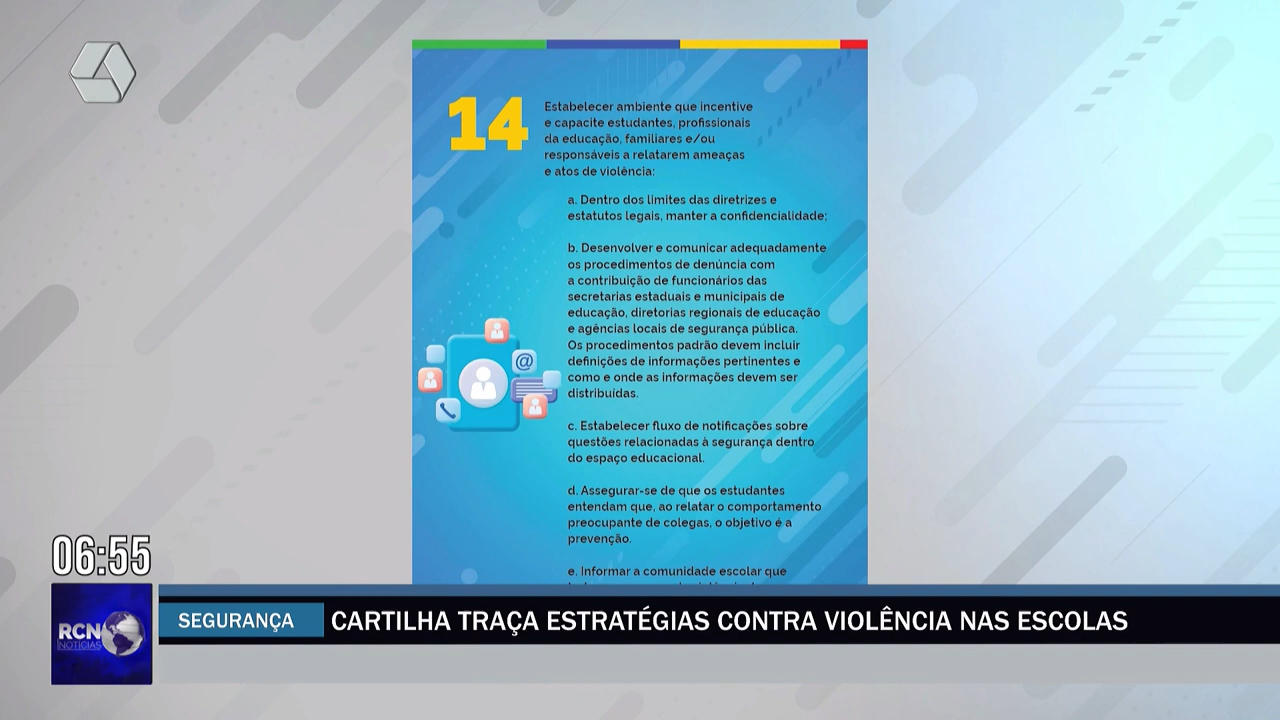 14
Estabelecer ambiente que incentive
e capacite estudantes, profissionais
da educação, familiares e/ou
responsáveis a relatarem ameaças
e atos de violência:
a. Dentro dos limites das diretrizes e
estatutos legais, manter a confidencialidade;
b. Desenvolver e comunicar adequadamente
os procedimentos de denúncia com
a contribuição de funcionários das
secretarias estaduais e municipais de
educação, diretorias regionais de educação
e agências locais de segurança pública.
Os procedimentos padrão devem incluir
definições de informações pertinentes e
como e onde as informações devem ser
distribuídas.
c. Estabelecer fluxo de notificações sobre
questões relacionadas à segurança dentro
do espaço educacional.
d. Assegurar-se de que os estudantes
entendam que, ao relatar o comportamento
preocupante de colegas, o objetivo é a
prevenção.
e. Informar a comunidade escolar que
@
06:55
RCN
NOTÍCIAS
SEGURANÇA
CARTILHA TRAÇA ESTRATÉGIAS CONTRA VIOLÊNCIA NAS ESCOLAS